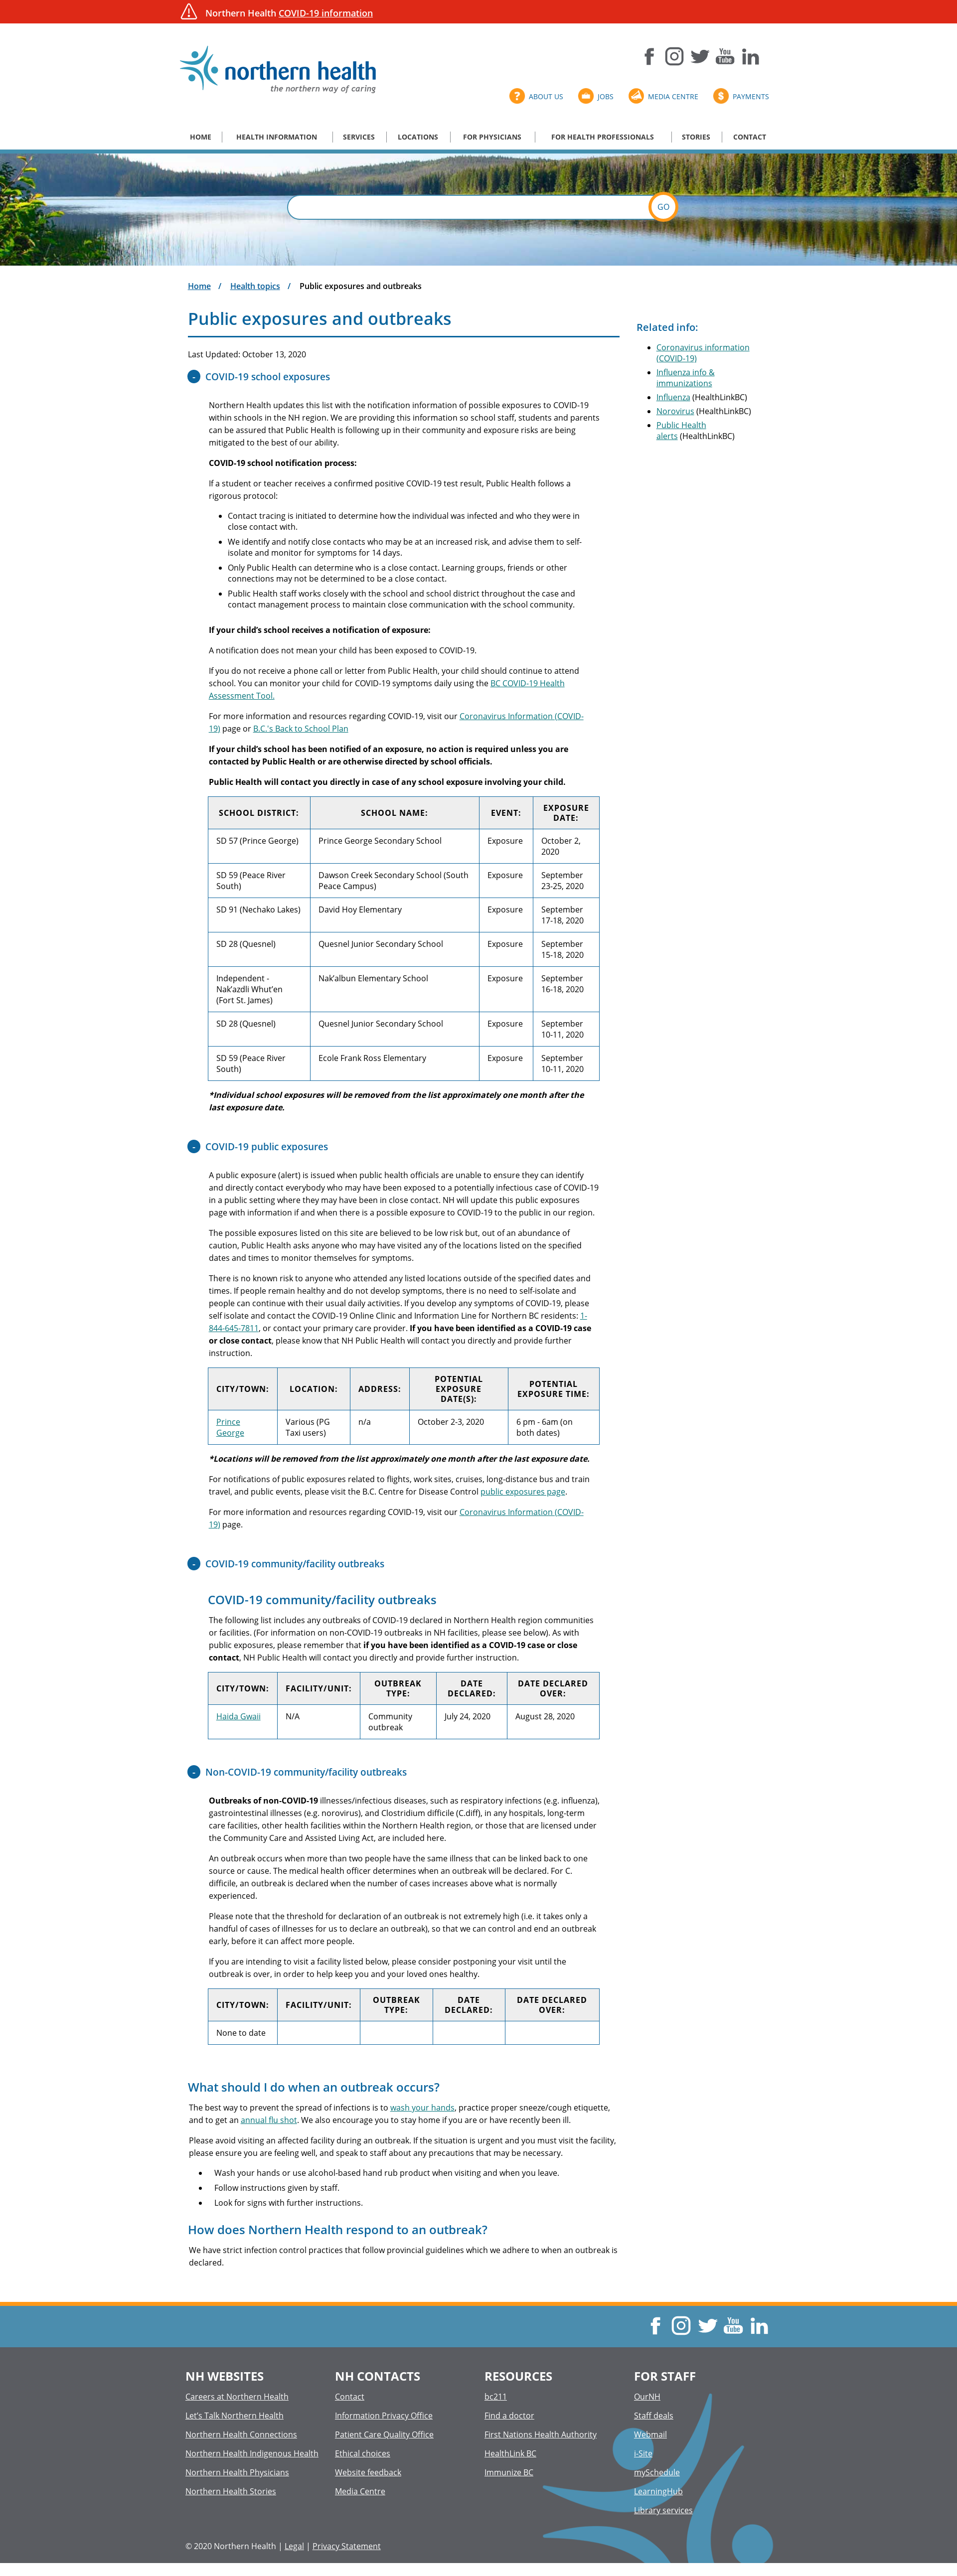 Northern Health COVID-19 information
northern health
the northern way of caring
You
Tube
ABOUT US
JOBS
MEDIA CENTRE
PAYMENTS
HOME
HEALTH INFORMATION
SERVICES
LOCATIONS
FOR PHYSICIANS
FOR HEALTH PROFESSIONALS
STORIES
CONTACT
GO
Home / Health topics / Public exposures and outbreaks
Public exposures and outbreaks
Last Updated: October 13, 2020
- COVID-19 school exposures
Northern Health updates this list with the notification information of possible exposures to COVID-19
within schools in the NH region. We are providing this information so school staff, students and parents
can be assured that Public Health is following up in their community and exposure risks are being
mitigated to the best of our ability.
COVID-19 school notification process:
If a student or teacher receives a confirmed positive COVID-19 test result, Public Health follows a
rigorous protocol:
• Contact tracing is initiated to determine how the individual was infected and who they were in
close contact with.
• We identify and notify close contacts who may be at an increased risk, and advise them to self-
isolate and monitor for symptoms for 14 days.
• Only Public Health can determine who is a close contact. Learning groups, friends or other
connections may not be determined to be a close contact.
• Public Health staff works closely with the school and school district throughout the case and
contact management process to maintain close communication with the school community.
If your child's school receives a notification of exposure:
A notification does not mean your child has been exposed to COVID-19.
If you do not receive a phone call or letter from Public Health, your child should continue to attend
school. You can monitor your child for COVID-19 symptoms daily using the BC COVID-19 Health
Assessment Tool.
For more information and resources regarding COVID-19, visit our Coronavirus Information (COVID-
19) page or B.C.'s Back to School Plan
If your child's school has been notified of an exposure, no action is required unless you are
contacted by Public Health or are otherwise directed by school officials.
Public Health will contact you directly in case of any school exposure involving your child.
SCHOOL DISTRICT: SCHOOL NAME: EVENT: EXPOSURE DATE:
SD 57 (Prince George) Prince George Secondary School Exposure October 2, 2020
SD 59 (Peace River South) Dawson Creek Secondary School (South Peace Campus) Exposure September 23-25, 2020
SD 91 (Nechako Lakes) David Hoy Elementary Exposure September 17-18, 2020
SD 28 (Quesnel) Quesnel Junior Secondary School Exposure September 15-18, 2020
Independent - Nak'azdli Whut'en (Fort St. James) Nak'albun Elementary School Exposure September 16-18, 2020
SD 28 (Quesnel) Quesnel Junior Secondary School Exposure September 10-11, 2020
SD 59 (Peace River South) Ecole Frank Ross Elementary Exposure September 10-11, 2020
*Individual school exposures will be removed from the list approximately one month after the
last exposure date.
- COVID-19 public exposures
A public exposure (alert) is issued when public health officials are unable to ensure they can identify
and directly contact everybody who may have been exposed to a potentially infectious case of COVID-19
in a public setting where they may have been in close contact. NH will update this public exposures
page with information if and when there is a possible exposure to COVID-19 to the public in our region.
The possible exposures listed on this site are believed to be low risk but, out of an abundance of
caution, Public Health asks anyone who may have visited any of the locations listed on the specified
dates and times to monitor themselves for symptoms.
There is no known risk to anyone who attended any listed locations outside of the specified dates and
times. If people remain healthy and do not develop symptoms, there is no need to self-isolate and
people can continue with their usual daily activities. If you develop any symptoms of COVID-19, please
self isolate and contact the COVID-19 Online Clinic and Information Line for Northern BC residents: 1-
844-645-7811, or contact your primary care provider. If you have been identified as a COVID-19 case
or close contact, please know that NH Public Health will contact you directly and provide further
instruction.
CITY/TOWN: LOCATION: ADDRESS: POTENTIAL EXPOSURE DATE(S): POTENTIAL EXPOSURE TIME:
Prince George Various (PG Taxi users) n/a October 2-3, 2020 6 pm - 6am (on both dates)
*Locations will be removed from the list approximately one month after the last exposure date.
For notifications of public exposures related to flights, work sites, cruises, long-distance bus and train
travel, and public events, please visit the B.C. Centre for Disease Control public exposures page.
For more information and resources regarding COVID-19, visit our Coronavirus Information (COVID-
19) page.
- COVID-19 community/facility outbreaks
COVID-19 community/facility outbreaks
The following list includes any outbreaks of COVID-19 declared in Northern Health region communities
or facilities. (For information on non-COVID-19 outbreaks in NH facilities, please see below). As with
public exposures, please remember that if you have been identified as a COVID-19 case or close
contact, NH Public Health will contact you directly and provide further instruction.
CITY/TOWN: FACILITY/UNIT: OUTBREAK TYPE: DATE DECLARED: DATE DECLARED OVER:
Haida Gwaii N/A Community outbreak July 24, 2020 August 28, 2020
- Non-COVID-19 community/facility outbreaks
Outbreaks of non-COVID-19 illnesses/infectious diseases, such as respiratory infections (e.g. influenza),
gastrointestinal illnesses (e.g. norovirus), and Clostridium difficile (C.diff), in any hospitals, long-term
care facilities, other health facilities within the Northern Health region, or those that are licensed under
the Community Care and Assisted Living Act, are included here.
An outbreak occurs when more than two people have the same illness that can be linked back to one
source or cause. The medical health officer determines when an outbreak will be declared. For C.
difficile, an outbreak is declared when the number of cases increases above what is normally
experienced.
Please note that the threshold for declaration of an outbreak is not extremely high (i.e. it takes only a
handful of cases of illnesses for us to declare an outbreak), so that we can control and end an outbreak
early, before it can affect more people.
If you are intending to visit a facility listed below, please consider postponing your visit until the
outbreak is over, in order to help keep you and your loved ones healthy.
CITY/TOWN: FACILITY/UNIT: OUTBREAK TYPE: DATE DECLARED: DATE DECLARED OVER:
None to date
What should I do when an outbreak occurs?
The best way to prevent the spread of infections is to wash your hands, practice proper sneeze/cough etiquette,
and to get an annual flu shot. We also encourage you to stay home if you are or have recently been ill.
Please avoid visiting an affected facility during an outbreak. If the situation is urgent and you must visit the facility,
please ensure you are feeling well, and speak to staff about any precautions that may be necessary.
• Wash your hands or use alcohol-based hand rub product when visiting and when you leave.
• Follow instructions given by staff.
• Look for signs with further instructions.
How does Northern Health respond to an outbreak?
We have strict infection control practices that follow provincial guidelines which we adhere to when an outbreak is
declared.
Related info:
• Coronavirus information
(COVID-19)
• Influenza info &
immunizations
• Influenza (HealthLinkBC)
• Norovirus (HealthLinkBC)
• Public Health
alerts (HealthLinkBC)
You
Tube
NH WEBSITES
Careers at Northern Health
Let's Talk Northern Health
Northern Health Connections
Northern Health Indigenous Health
Northern Health Physicians
Northern Health Stories
NH CONTACTS
Contact
Information Privacy Office
Patient Care Quality Office
Ethical choices
Website feedback
Media Centre
RESOURCES
bc211
Find a doctor
First Nations Health Authority
HealthLink BC
Immunize BC
FOR STAFF
OurNH
Staff deals
Webmail
i-Site
mySchedule
LearningHub
Library services
© 2020 Northern Health | Legal | Privacy Statement